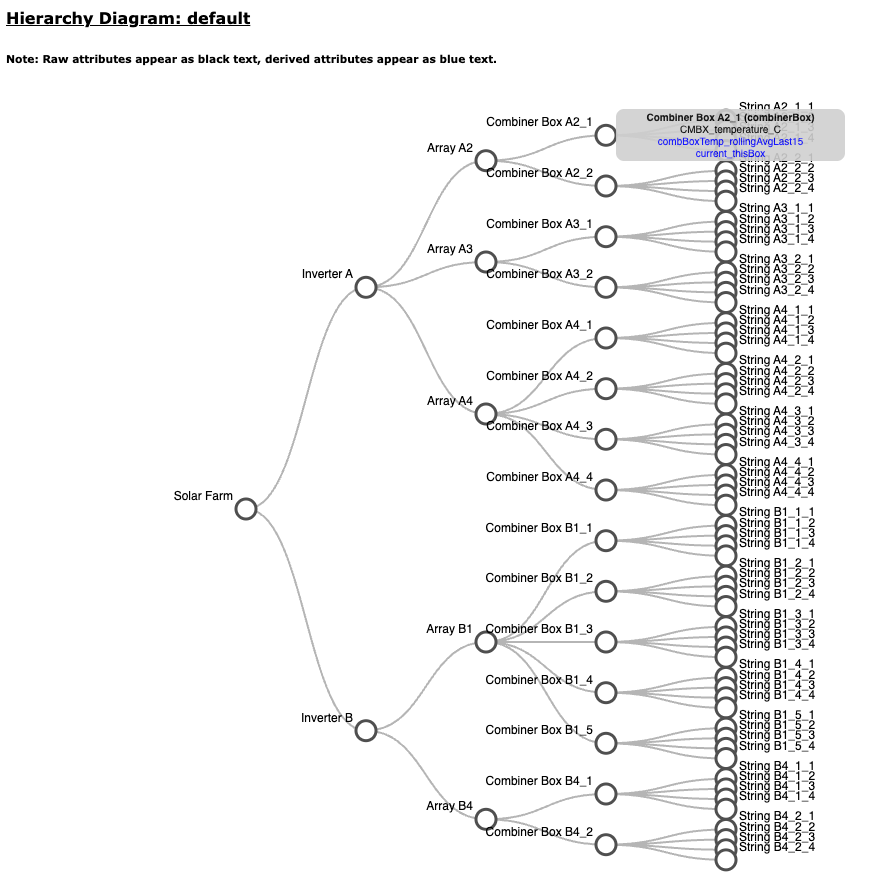 Hierarchy Diagram: default
Note: Raw attributes appear as black text, derived attributes appear as blue text.
String A2_1_1
Combiner Box A2_1 (combinerBox)
CMBX_temperature_C
combBoxTemp_rollingAvgLast15
current_thisBox
Combiner Box A2_1
Array A2
Combiner Box A2_2
String A2_2_2
String A2_2_3
String A2_2_4
String A3_1_1
Combiner Box A3_1
String A3_1_2
String A3_1_3
String A3_1_4
Array A3
String A3_2_1
Inverter A
Combiner Box A3_2
String A3_2_2
String A3_2_3
String A3_2_4
String A4_1_1
Combiner Box A4_1
String A4_1_2
String A4_1_3
String A4_1_4
String A4_2_1
Combiner Box A4_2
String A4_2_2
String A4_2_3
String A4_2_4
Array A4
String A4_3_1
Combiner Box A4_3
String A4_3_2
String A4_3_3
String A4_3_4
String A4_4_1
Combiner Box A4_4
String A4_4_2
String A4_4_3
String A4_4_4
Solar Farm
String B1_1_1
Combiner Box B1_1
String B1_1_2
String B1_1_3
String B1_1_4
String B1_2_1
Combiner Box B1_2
String B1_2_2
String B1_2_3
String B1_2_4
String B1_3_1
Array B1
Combiner Box B1_3
String B1_3_2
String B1_3_3
String B1_3_4
String B1_4_1
Combiner Box B1_4
String B1_4_2
String B1_4_3
String B1_4_4
Inverter B
String B1_5_1
Combiner Box B1_5
String B1_5_2
String B1_5_3
String B1_5_4
String B4_1_1
Combiner Box B4_1
String B4_1_2
String B4_1_3
String B4_1_4
Array B4
String B4_2_1
Combiner Box B4_2
String B4_2_2
String B4_2_3
String B4_2_4